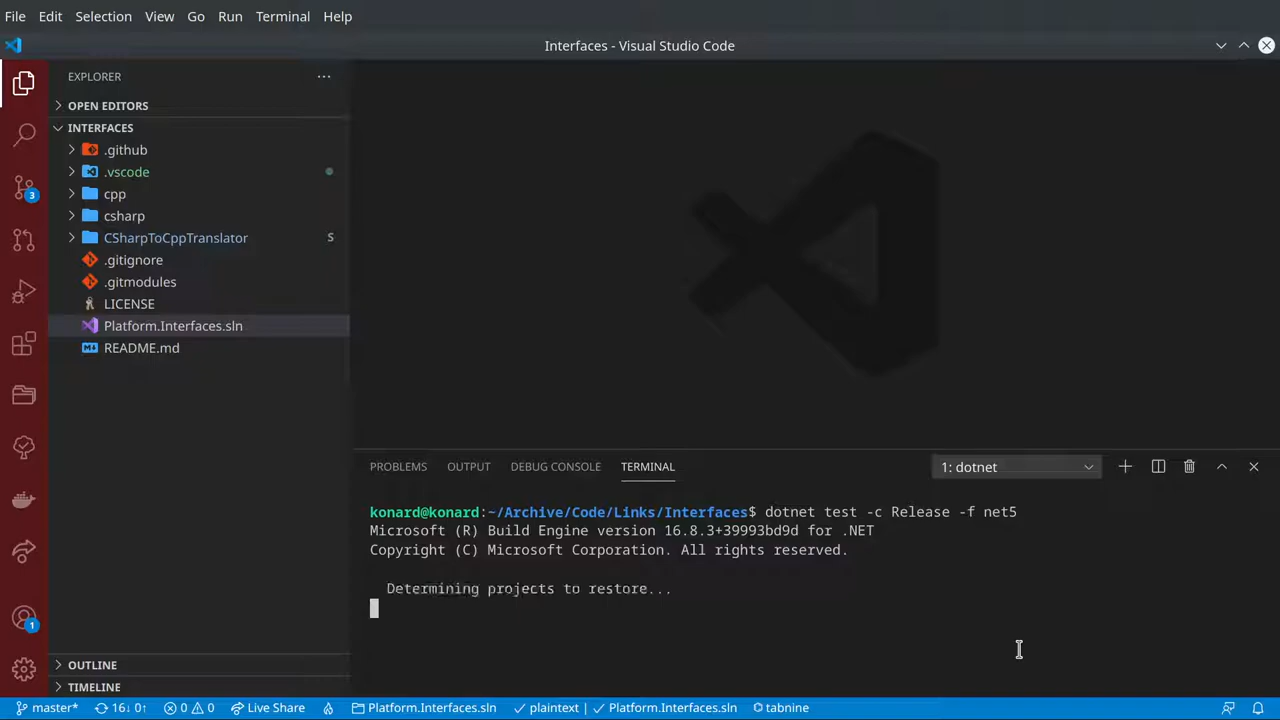 File Edit Selection View Go Run Terminal Help
Interfaces - Visual Studio Code
EXPLORER
OPEN EDITORS
INTERFACES
.github
.vscode
cpp
csharp
CSharpToCppTranslator S
.gitignore
.gitmodules
LICENSE
Platform.Interfaces.sln
README.md
3
1
OUTLINE
TIMELINE
PROBLEMS OUTPUT DEBUG CONSOLE TERMINAL
1: dotnet
konard@konard:~/Archive/Code/Links/Interfaces$ dotnet test -c Release -f net5
Microsoft (R) Build Engine version 16.8.3+39993bd9d for .NET
Copyright (C) Microsoft Corporation. All rights reserved.
Determining projects to restore...
master* 16↓ 0↑ 0 0 Live Share Platform.Interfaces.sln plaintext | Platform.Interfaces.sln tabnine